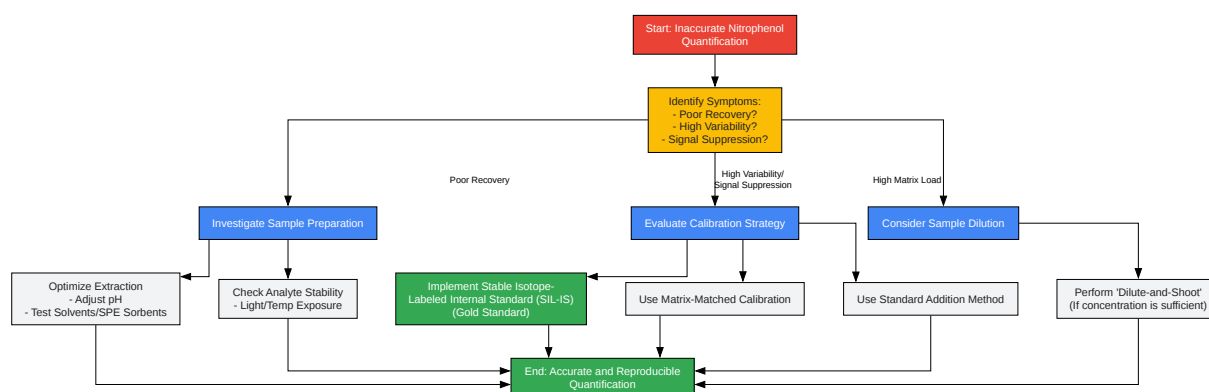 Start: Inaccurate Nitrophenol
Quantification
Identify Symptoms:
- Poor Recovery?
- High Variability?
- Signal Suppression?
Poor Recovery
High Variability/
Signal Suppression
High Matrix Load
Investigate Sample Preparation
Evaluate Calibration Strategy
Consider Sample Dilution
Optimize Extraction
- Adjust pH
- Test Solvents/SPE Sorbents
Check Analyte Stability
- Light/Temp Exposure
Implement Stable Isotope-
Labeled Internal Standard (SIL-IS)
(Gold Standard)
Use Matrix-Matched Calibration
Use Standard Addition Method
Perform 'Dilute-and-Shoot'
(If concentration is sufficient)
End: Accurate and Reproducible
Quantification